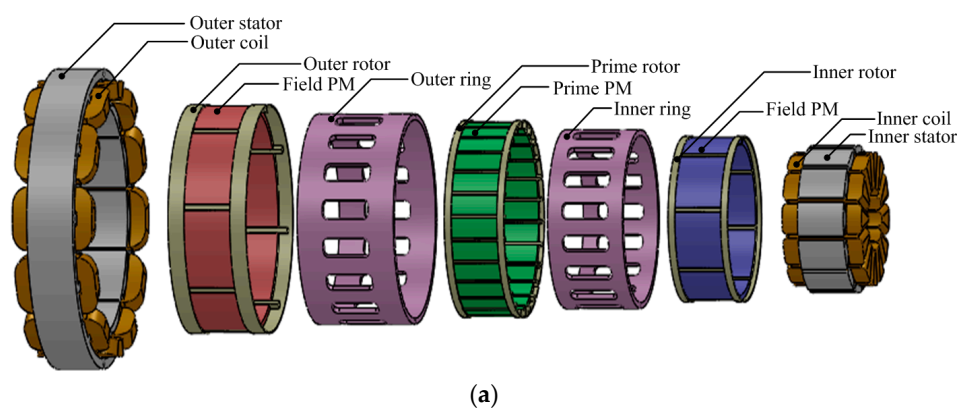 Outer stator
Outer coil
Outer rotor
Field PM
Outer ring
Prime rotor
Prime PM
Inner ring
Inner rotor
Field PM
Inner coil
Inner stator
(a)